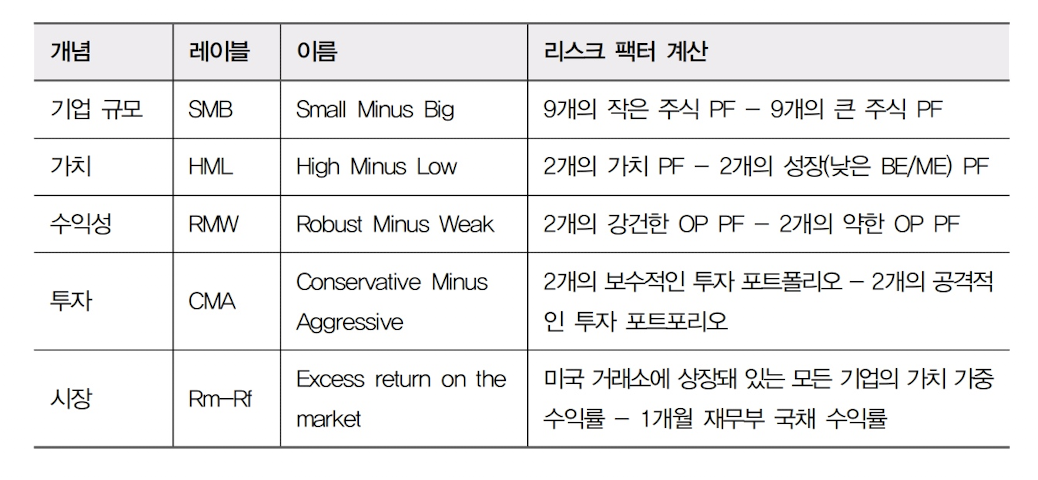 개념 레이블 이름 리스크 팩터 계산
기업 규모 SMB Small Minus Big 9개의 작은 주식 PF – 9개의 큰 주식 PF
가치 HML High Minus Low 2개의 가치 PF – 2개의 성장(낮은 BE/ME) PF
수익성 RMW Robust Minus Weak 2개의 강건한 OP PF – 2개의 약한 OP PF
투자 CMA Conservative Minus
Aggressive
2개의 보수적인 투자 포트폴리오 – 2개의 공격적
인 투자 포트포리오
시장 Rm–Rf Excess return on the
market
미국 거래소에 상장돼 있는 모든 기업의 가치 가중
수익률 – 1개월 재무부 국채 수익률